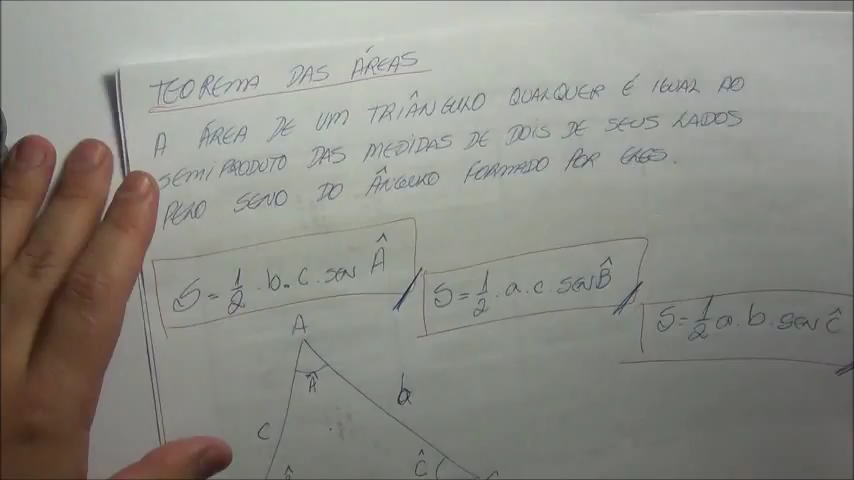 TEOREMA DAS ÁREAS
A ÁREA DE UM TRIÂNGULO QUALQUER É IGUAL AO
SEMIPRODUTO DAS MEDIDAS DE DOIS DE SEUS LADOS
PELO SENO DO ÂNGULO FORMADO POR ELES.
S = 1/2 . b . c . sen Â
S = 1/2 . a . c . sen B̂
S = 1/2 a . b . sen Ĉ
A
Â
b
c
Ĉ